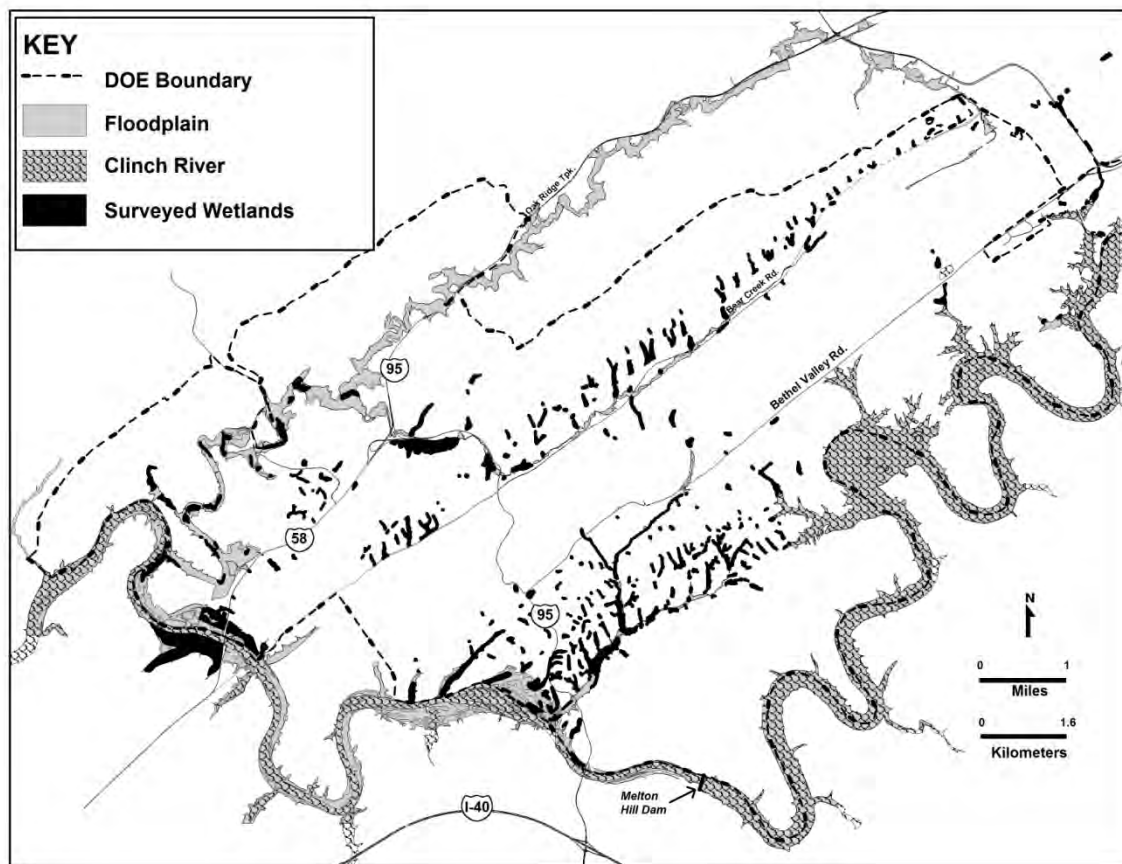 KEY
DOE Boundary
Floodplain
Clinch River
Surveyed Wetlands
Oak Ridge Tpk.
Bear Creek Rd.
95
Bethel Valley Rd.
58
95
N
0 1
Miles
0 1.6
Kilometers
Melton
Hill Dam
I-40